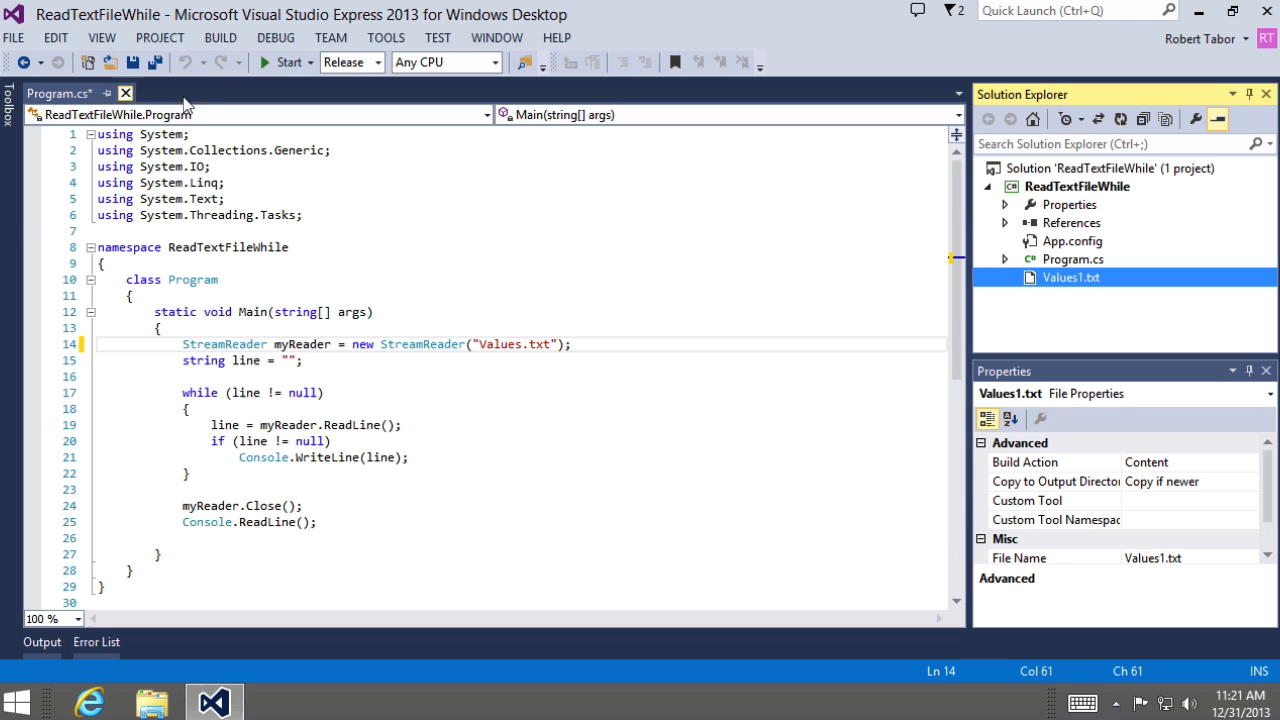 ReadTextFileWhile - Microsoft Visual Studio Express 2013 for Windows Desktop
2
Quick Launch (Ctrl+Q)
FILE EDIT VIEW PROJECT BUILD DEBUG TEAM TOOLS TEST WINDOW HELP
Robert Tabor RT
Start Release Any CPU
Toolbox
Program.cs*
ReadTextFileWhile.Program
Main(string[] args)
1 using System;
2 using System.Collections.Generic;
3 using System.IO;
4 using System.Linq;
5 using System.Text;
6 using System.Threading.Tasks;
7
8 namespace ReadTextFileWhile
9 {
10 class Program
11 {
12 static void Main(string[] args)
13 {
14 StreamReader myReader = new StreamReader("Values.txt");
15 string line = "";
16
17 while (line != null)
18 {
19 line = myReader.ReadLine();
20 if (line != null)
21 Console.WriteLine(line);
22 }
23
24 myReader.Close();
25 Console.ReadLine();
26
27 }
28 }
29 }
30
100 %
Solution Explorer
Search Solution Explorer (Ctrl+;)
Solution 'ReadTextFileWhile' (1 project)
ReadTextFileWhile
Properties
References
App.config
Program.cs
Values1.txt
Properties
Values1.txt File Properties
Advanced
Build Action Content
Copy to Output Director Copy if newer
Custom Tool
Custom Tool Namespac
Misc
File Name Values1.txt
Advanced
Output Error List
Ln 14 Col 61 Ch 61 INS
11:21 AM
12/31/2013